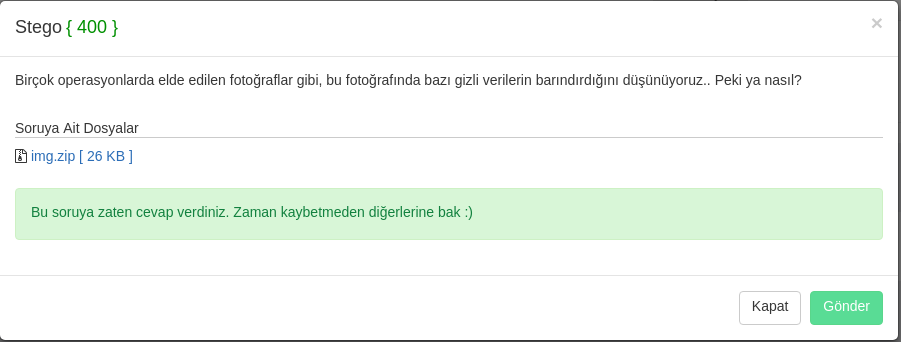 Stego { 400 }
×
Birçok operasyonlarda elde edilen fotoğraflar gibi, bu fotoğrafında bazı gizli verilerin barındırdığını düşünüyoruz.. Peki ya nasıl?
Soruya Ait Dosyalar
img.zip [ 26 KB ]
Bu soruya zaten cevap verdiniz. Zaman kaybetmeden diğerlerine bak :)
Kapat Gönder